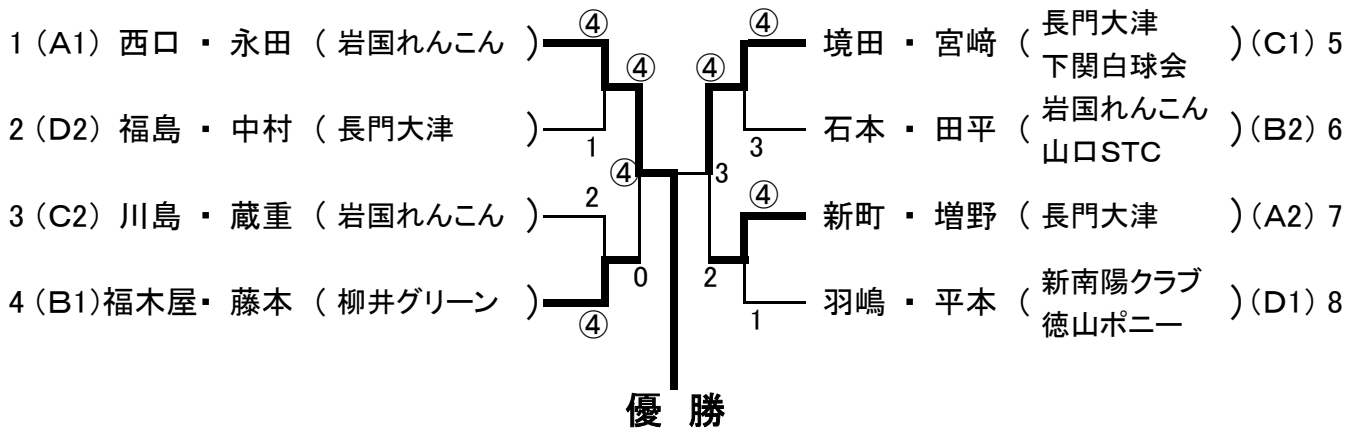 1 (A1) 西口 ・ 永田 ( 岩国れんこん )
④
④
1
2 (D2) 福島 ・ 中村 ( 長門大津 )
④
3 (C2) 川島 ・ 蔵重 ( 岩国れんこん )
2
0
4 (B1)福木屋・ 藤本 ( 柳井グリーン )
④
④
④
境田 ・ 宮﨑 ( 長門大津
下関白球会 ) (C1) 5
3
石本 ・ 田平 ( 岩国れんこん
山口STC ) (B2) 6
3
④
新町 ・ 増野 ( 長門大津 ) (A2) 7
2
1
羽嶋 ・ 平本 ( 新南陽クラブ
徳山ポニー ) (D1) 8
優 勝